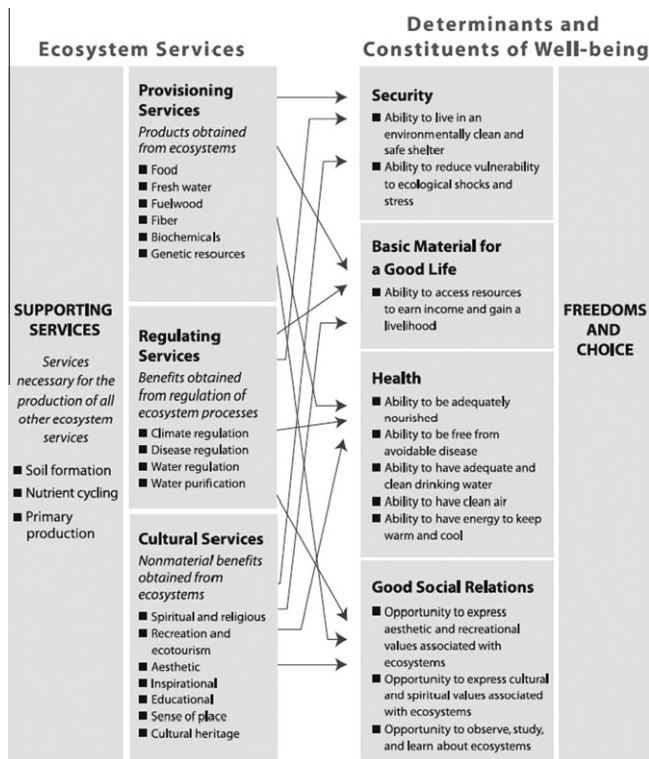 Ecosystem Services
Determinants and
Constituents of Well-being
SUPPORTING
SERVICES
Services
necessary for the
production of all
other ecosystem
services
■ Soil formation
■ Nutrient cycling
■ Primary
production
Provisioning
Services
Products obtained
from ecosystems
■ Food
■ Fresh water
■ Fuelwood
■ Fiber
■ Biochemicals
■ Genetic resources
Regulating
Services
Benefits obtained
from regulation of
ecosystem processes
■ Climate regulation
■ Disease regulation
■ Water regulation
■ Water purification
Cultural Services
Nonmaterial benefits
obtained from
ecosystems
■ Spiritual and religious
■ Recreation and
ecotourism
■ Aesthetic
■ Inspirational
■ Educational
■ Sense of place
■ Cultural heritage
Security
■ Ability to live in an
environmentally clean and
safe shelter
■ Ability to reduce vulnerability
to ecological shocks and
stress
Basic Material for
a Good Life
■ Ability to access resources
to earn income and gain a
livelihood
Health
■ Ability to be adequately
nourished
■ Ability to be free from
avoidable disease
■ Ability to have adequate and
clean drinking water
■ Ability to have clean air
■ Ability to have energy to keep
warm and cool
Good Social Relations
■ Opportunity to express
aesthetic and recreational
values associated with
ecosystems
■ Opportunity to express cultural
and spiritual values associated
with ecosystems
■ Opportunity to observe, study,
and learn about ecosystems
FREEDOMS
AND
CHOICE